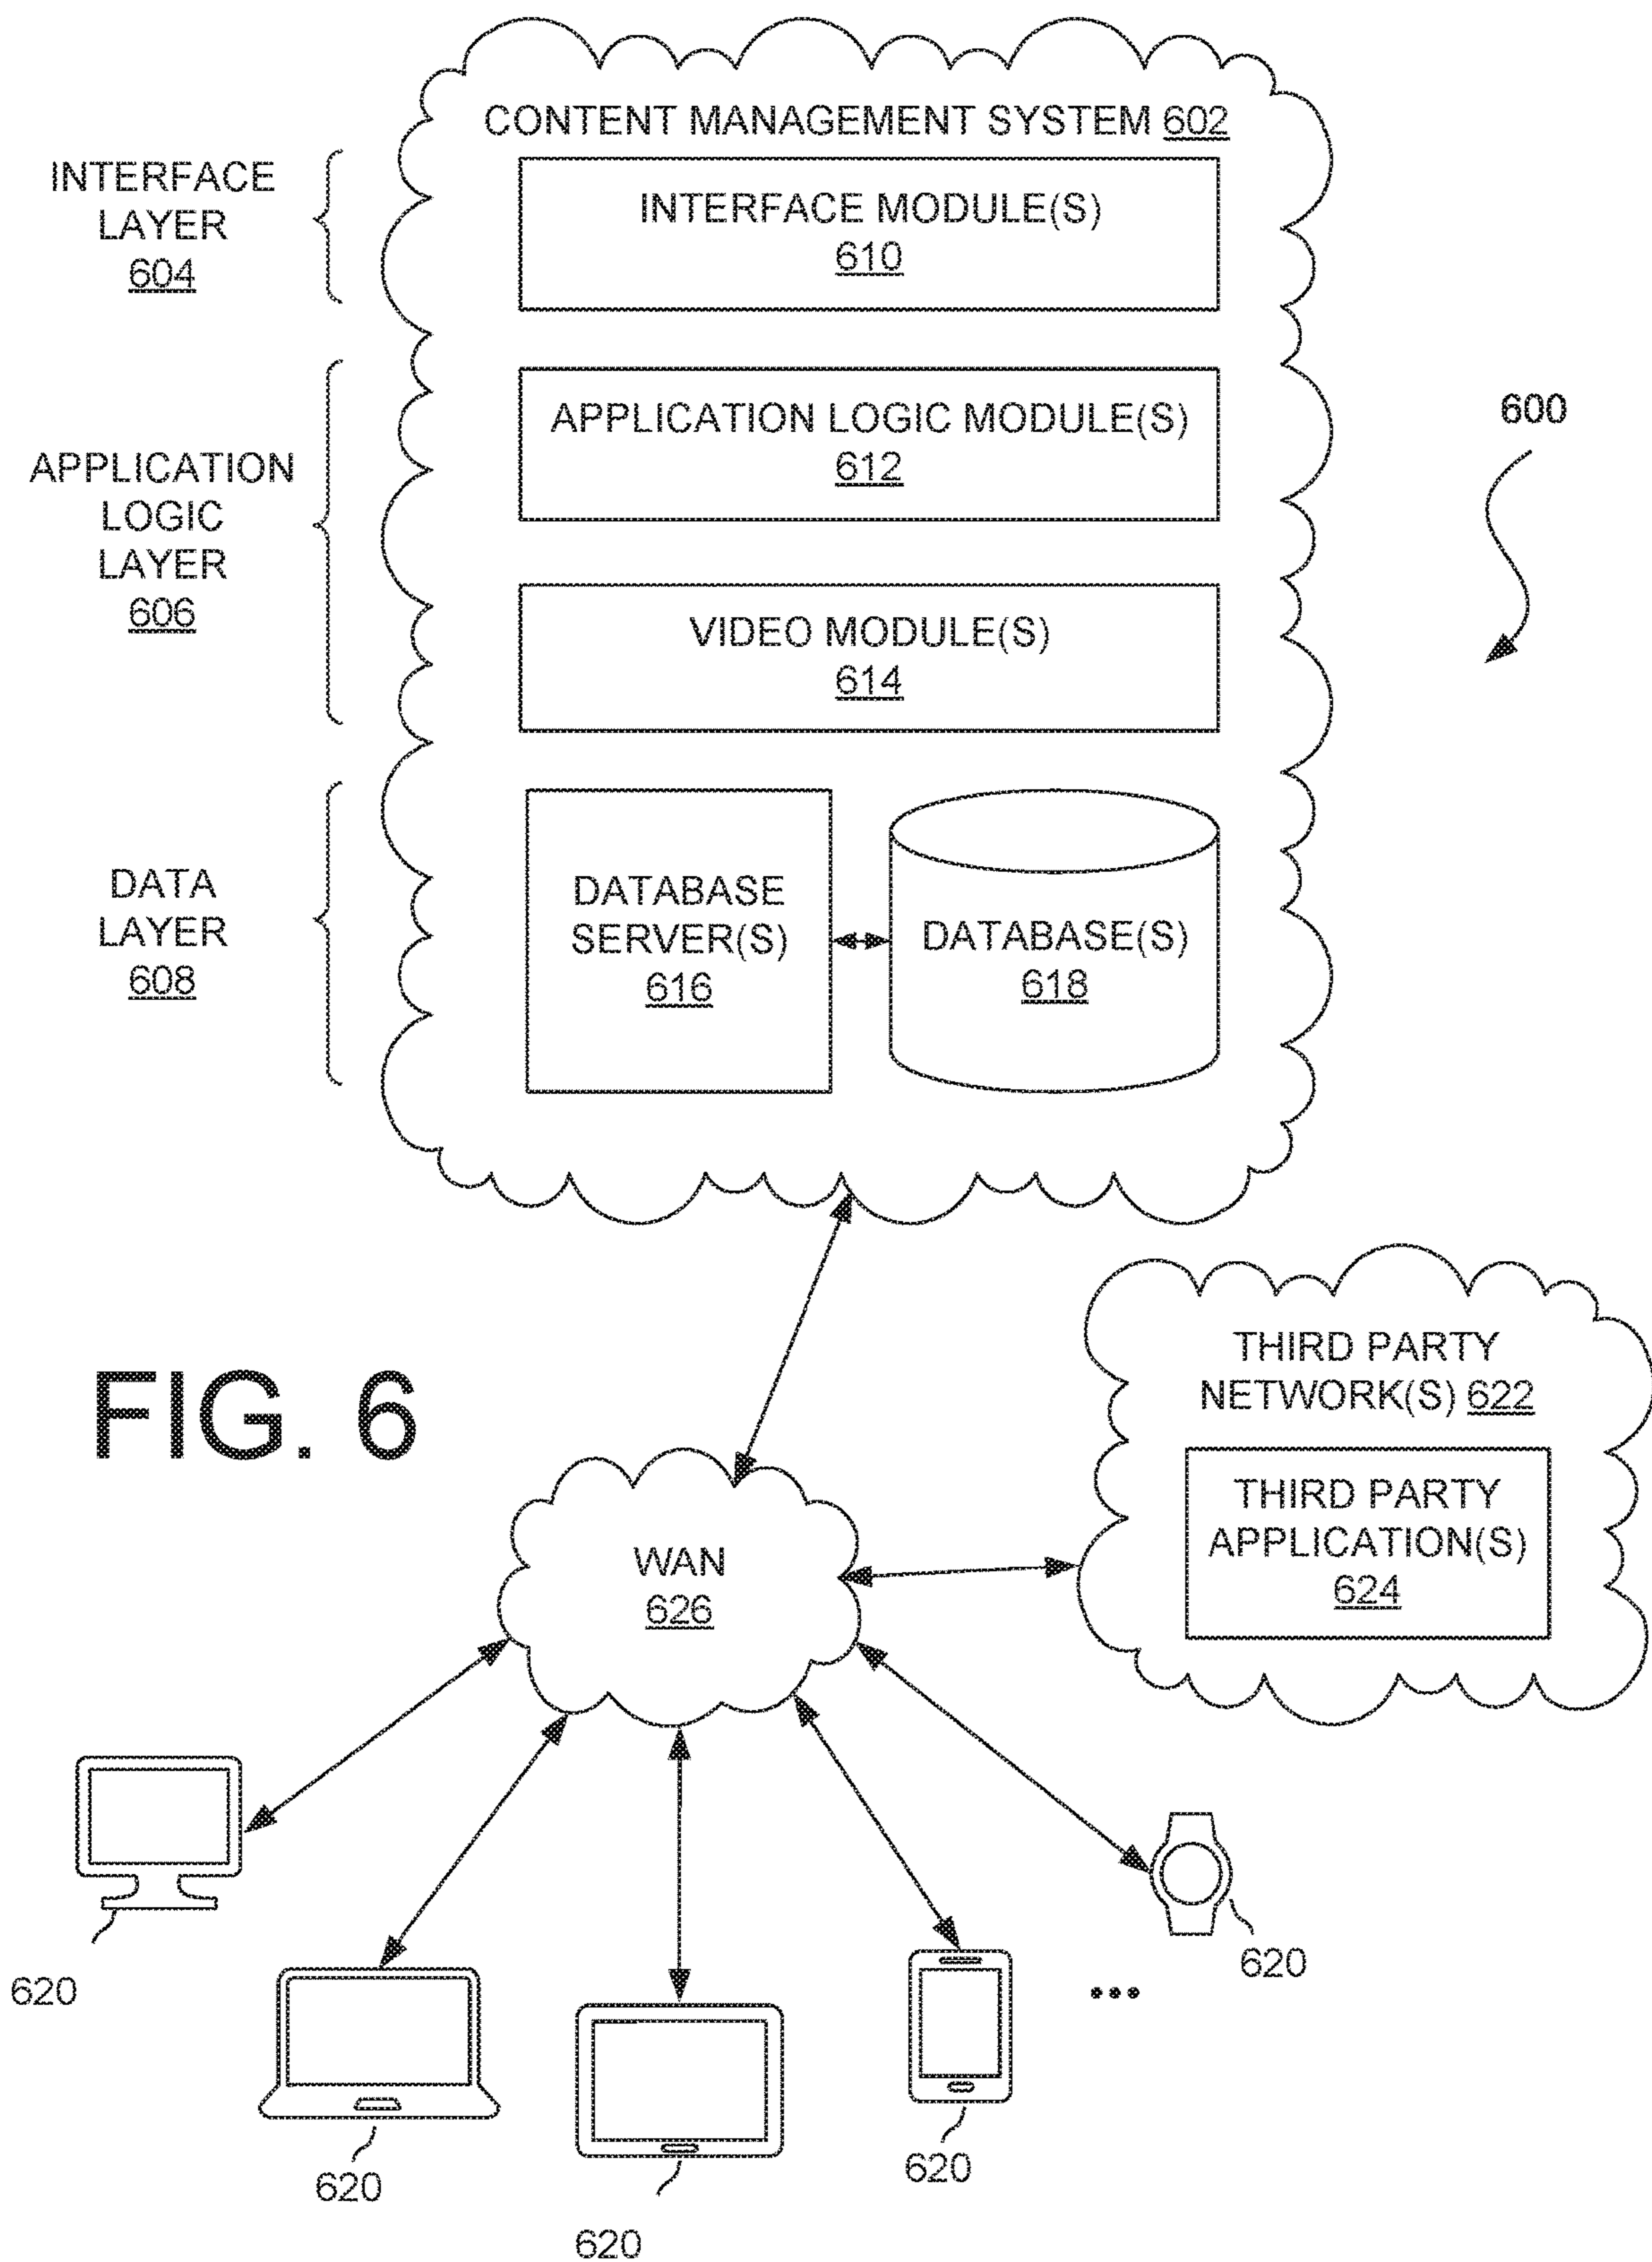 CONTENT MANAGEMENT SYSTEM 602
INTERFACE
LAYER
604
INTERFACE MODULE(S)
610
APPLICATION
LOGIC
LAYER
606
APPLICATION LOGIC MODULE(S)
612
600
VIDEO MODULE(S)
614
DATA
LAYER
608
DATABASE
SERVER(S)
616
DATABASE(S)
618
FIG. 6
THIRD PARTY
NETWORK(S) 622
THIRD PARTY
APPLICATION(S)
624
WAN
626
620
620
620
620
...
620